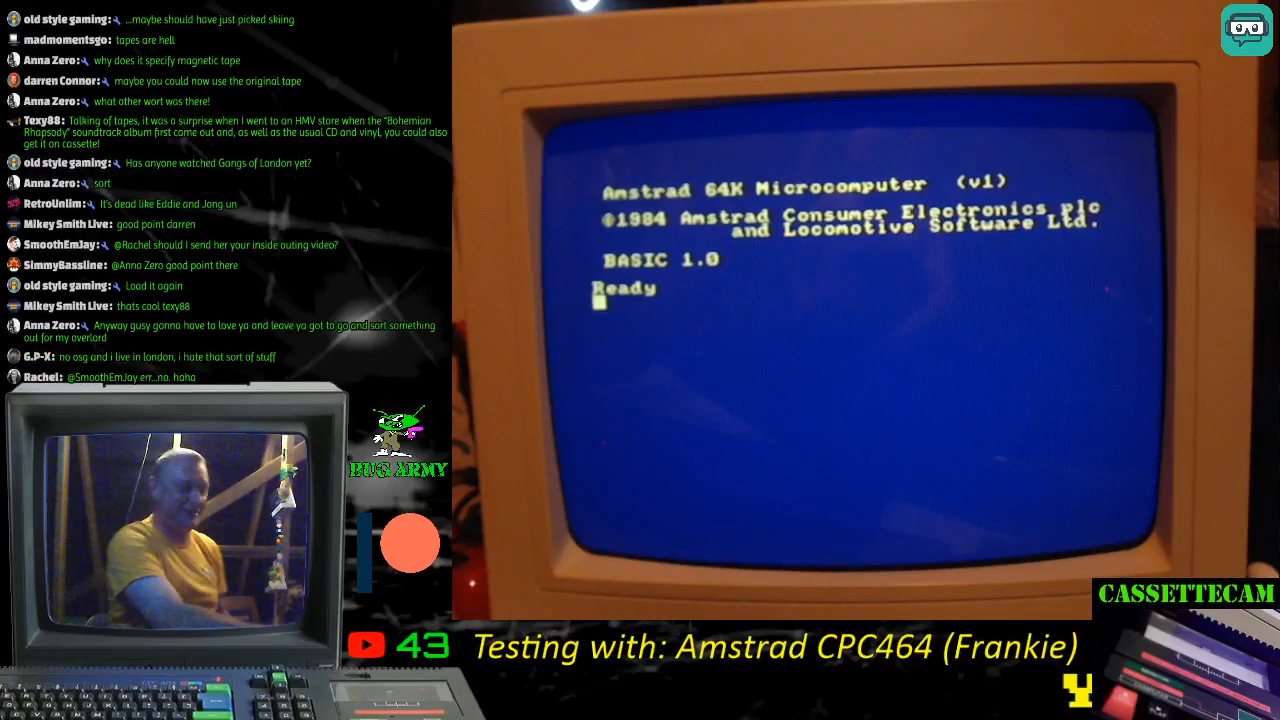 old style gaming: ...maybe should have just picked skiing
madmomentsgo: tapes are hell
Anna Zero: why does it specify magnetic tape
darren Connor: maybe you could now use the original tape
Anna Zero: what other wort was there!
Texy88: Talking of tapes, it was a surprise when I went to an HMV store when the "Bohemian
Rhapsody" soundtrack album first came out and, as well as the usual CD and vinyl, you could also
get it on cassette!
old style gaming: Has anyone watched Gangs of London yet?
Anna Zero: sort
RetroUnlim: It's dead like Eddie and Jong un
Mikey Smith Live: good point darren
SmoothEmJay: @Rachel should I send her your inside outing video?
SimmyBassline: @Anno Zero good point there
old style gaming: Load it again
Mikey Smith Live: thats cool texy88
Anna Zero: Anyway gusy gonna have ta love ya and leave ya got to go and sort something
out for my overlord
G.P-X: no osg and i live in london, i hate that sort of stuff
Rachel: @SmoothEmJay err...no. haha
Amstrad 64K Microcomputer (v1)
©1984 Amstrad Consumer Electronics plc
and Locomotive Software Ltd.
BASIC 1.0
Ready
BUG ARMY
CASSETTECAM
43
Testing with: Amstrad CPC464 (Frankie)